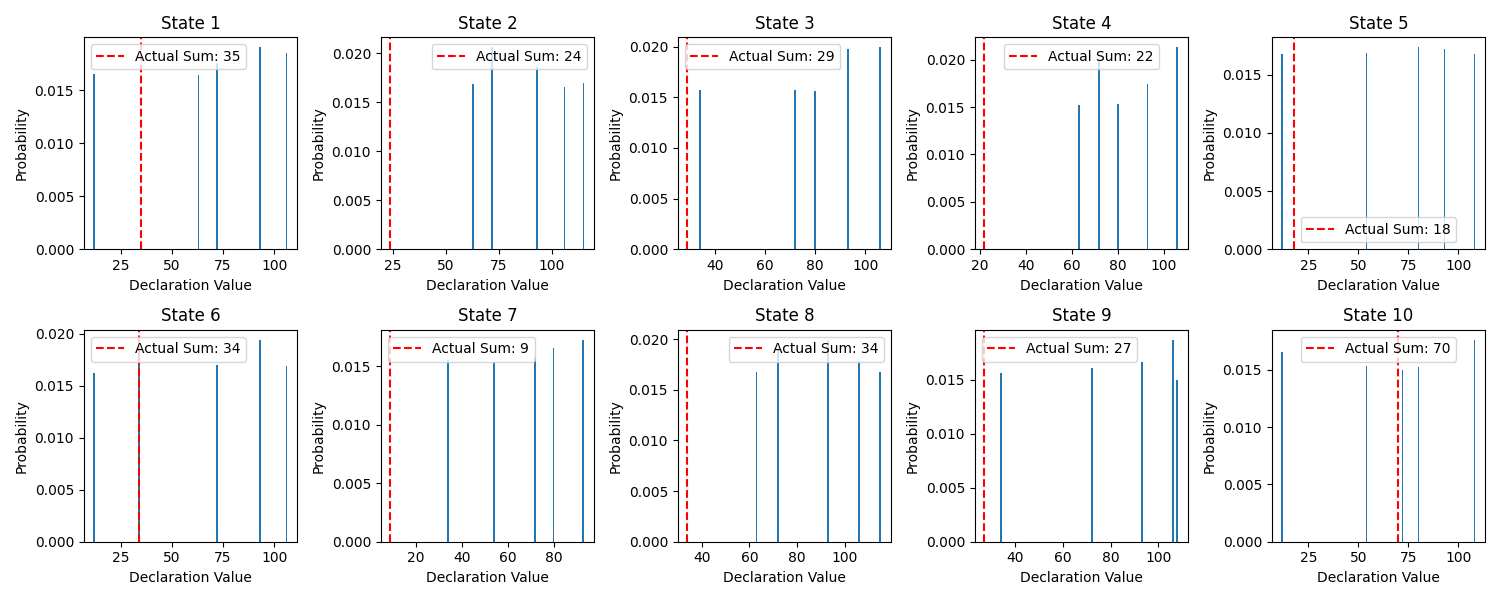 State 1
State 2
State 3
State 4
State 5
Actual Sum: 35
Actual Sum: 24
Actual Sum: 29
Actual Sum: 22
Actual Sum: 18
Probability
0.015
0.010
0.005
0.000
25
50
75
100
Declaration Value
Probability
0.020
0.015
0.010
0.005
0.000
25
50
75
100
Declaration Value
Probability
0.020
0.015
0.010
0.005
0.000
40
60
80
100
Declaration Value
Probability
0.020
0.015
0.010
0.005
0.000
20
40
60
80
100
Declaration Value
Probability
0.015
0.010
0.005
0.000
25
50
75
100
Declaration Value
State 6
State 7
State 8
State 9
State 10
Actual Sum: 34
Actual Sum: 9
Actual Sum: 34
Actual Sum: 27
Actual Sum: 70
Probability
0.020
0.015
0.010
0.005
0.000
25
50
75
100
Declaration Value
Probability
0.015
0.010
0.005
0.000
20
40
60
80
Declaration Value
Probability
0.020
0.015
0.010
0.005
0.000
40
60
80
100
Declaration Value
Probability
0.015
0.010
0.005
0.000
40
60
80
100
Declaration Value
Probability
0.015
0.010
0.005
0.000
25
50
75
100
Declaration Value